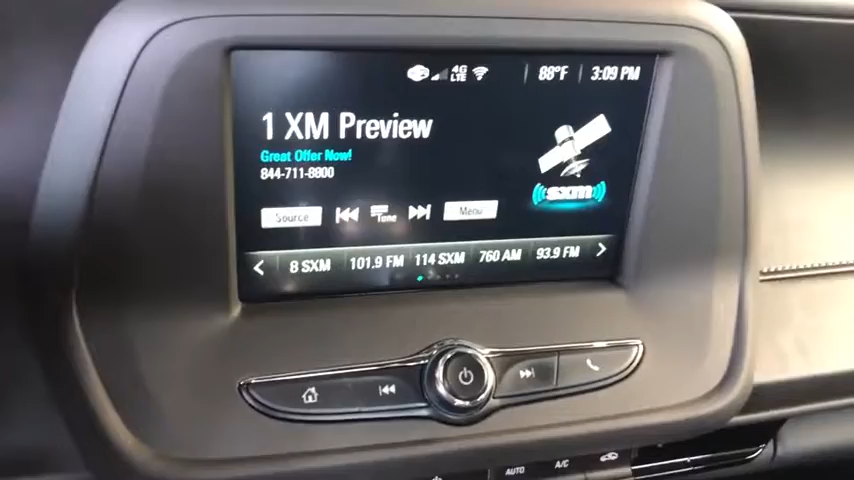 4G LTE 88°F 3:09 PM
1 XM Preview
Great Offer Now!
844-711-8800
sxm
Source Tune Menu
8 SXM 101.9 FM 114 SXM 760 AM 93.9 FM
AUTO A/C